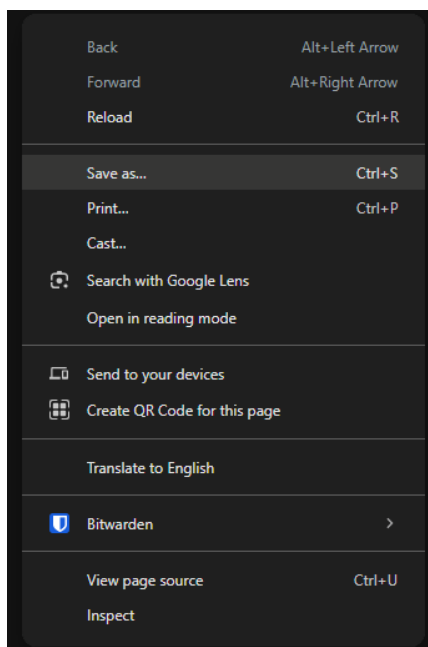 Back Alt+Left Arrow
Forward Alt+Right Arrow
Reload Ctrl+R
Save as... Ctrl+S
Print... Ctrl+P
Cast...
Search with Google Lens
Open in reading mode
Send to your devices
Create QR Code for this page
Translate to English
Bitwarden
View page source Ctrl+U
Inspect